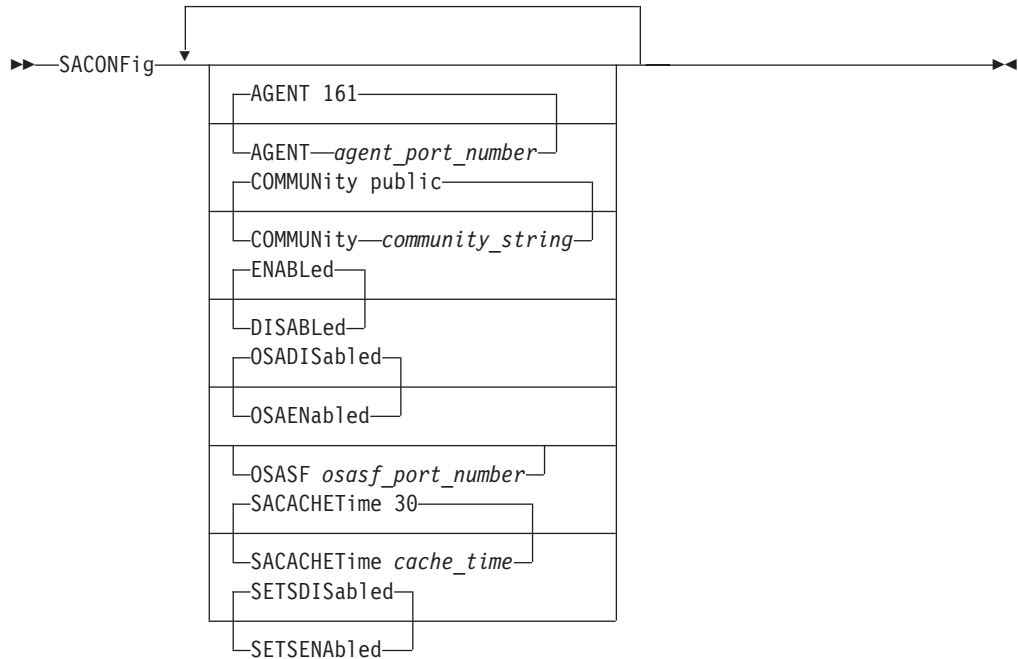 SACONFig
AGENT 161
AGENT agent_port_number
COMMUNity public
COMMUNity community_string
ENABLed
DISABLed
OSADISabled
OSAENabled
OSASF osasf_port_number
SACACHETime 30
SACACHETime cache_time
SETSDISabled
SETSENAbled